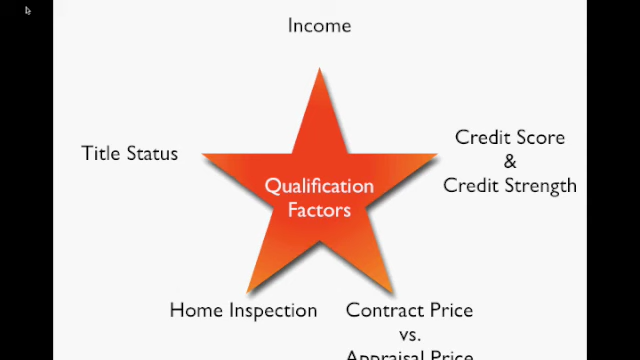 Income
Title Status
Credit Score
&
Credit Strength
Qualification
Factors
Home Inspection
Contract Price
vs.
Appraisal Price